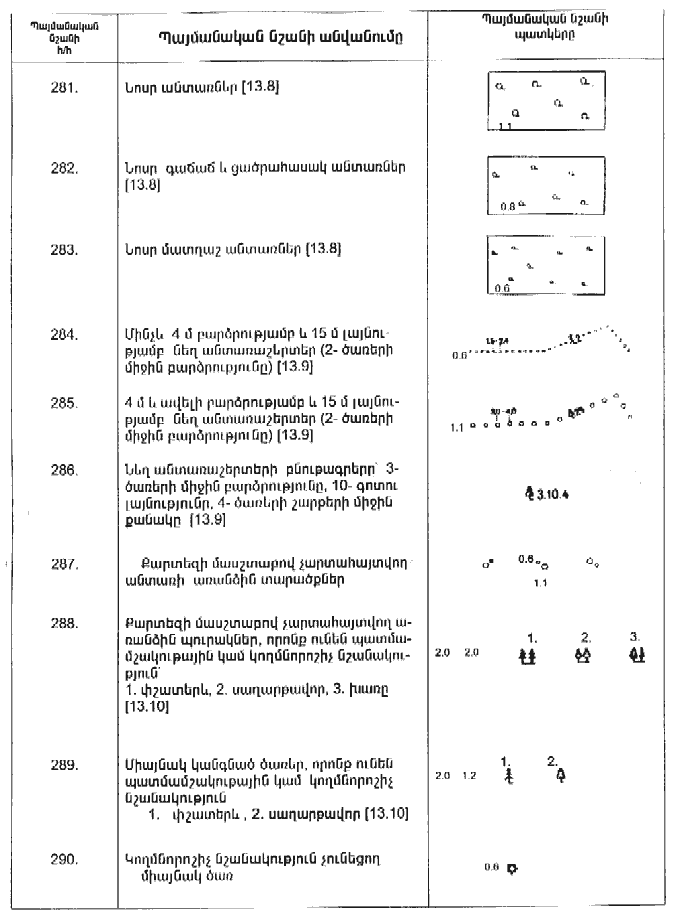 Պայմանական նշանի հ/հ
Պայմանական նշանի անվանումը
Պայմանական նշանի պատկերը
281.
Նոսր անտառներ [13.8]
1.1
282.
Նոսր գաճաճ և ցածրահասակ անտառներ
[13.8]
0.8
283.
Նոսր մատղաշ անտառներ [13.8]
0.6
284.
Մինչև 4 մ բարձրությամբ և 15 մ լայնու-
թյամբ նեղ անտառաշերտեր (2- ծառերի
միջին բարձրությունը) [13.9]
0.6
285.
4 մ և ավելի բարձրությամբ և 15 մ լայնու-
թյամբ նեղ անտառաշերտեր (2- ծառերի
միջին բարձրությունը) [13.9]
1.1
286.
Նեղ անտառաշերտերի բնութագրերը՝ 3-
ծառերի միջին բարձրությունը, 10- գոտու
լայնությունը, 4- ծառերի շարքերի միջին
քանակը [13.9]
3.10.4
287.
Քարտեզի մասշտաբով չարտահայտվող
անտառի առանձին տարածքներ
0.6
1.1
288.
Քարտեզի մասշտաբով չարտահայտվող ա-
ռանձին պուրակներ, որոնք ունեն պատմա-
մշակութային կամ կողմնորոշիչ նշանակու-
թյուն՝
1. փշատերև, 2. սաղարթավոր, 3. խառը
[13.10]
2.0 2.0
1. 2. 3.
289.
Միայնակ կանգնած ծառեր, որոնք ունեն
պատմամշակութային կամ կողմնորոշիչ
նշանակություն
1. փշատերև , 2. սաղարթավոր [13.10]
2.0 1.2
1. 2.
290.
Կողմնորոշիչ նշանակություն չունեցող
միայնակ ծառ
0.6